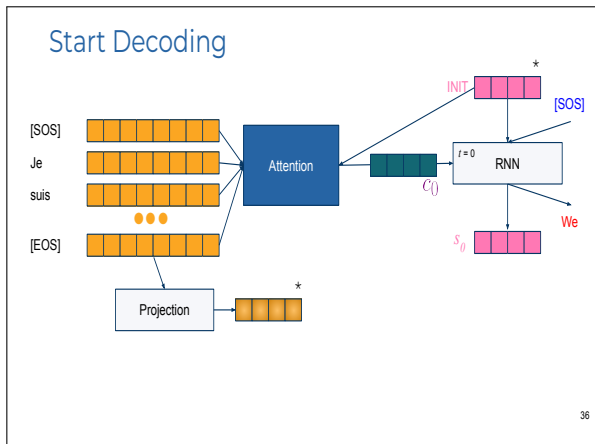 Start Decoding
*
INIT
[SOS]
[SOS]
Je
suis
[EOS]
Attention
c0
t = 0
RNN
We
s0
*
Projection
36